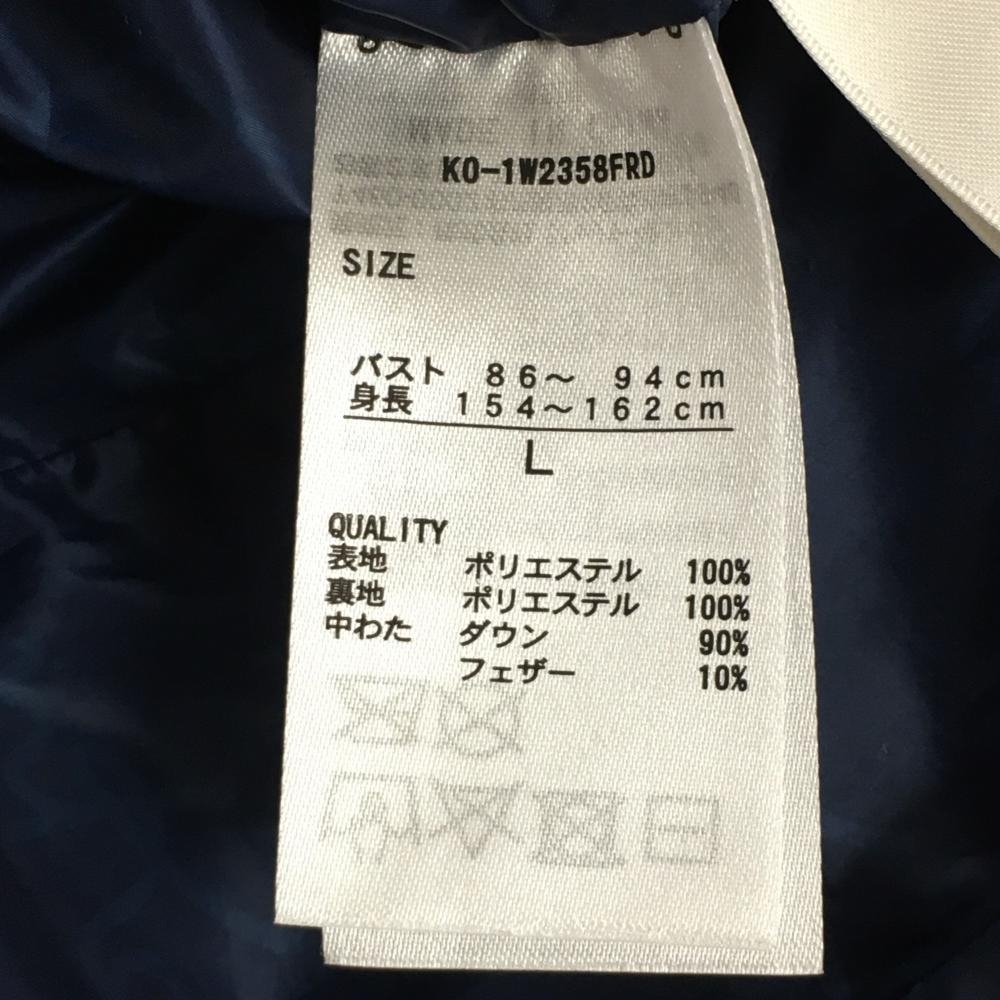 KO-1W2358FRD
SIZE
バスト 86～ 94cm
身長 154～162cm
L
QUALITY
表地 ポリエステル 100%
裏地 ポリエステル 100%
中わた ダウン 90%
フェザー 10%